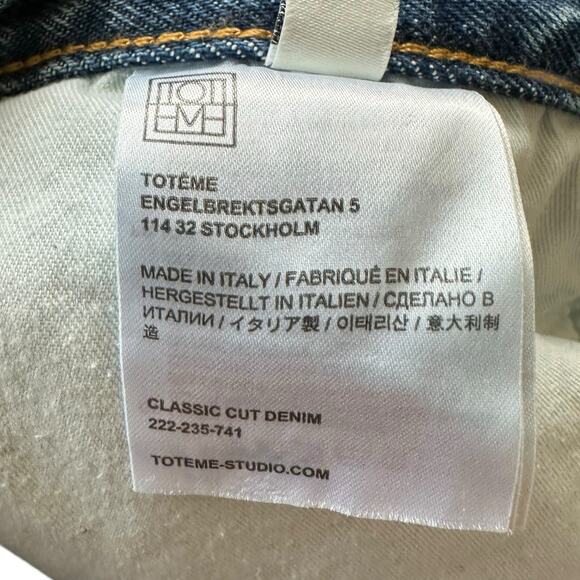 TOTEME
TOTÊME
ENGELBREKTSGATAN 5
114 32 STOCKHOLM
MADE IN ITALY / FABRIQUÉ EN ITALIE /
HERGESTELLT IN ITALIEN / СДЕЛАНО В
ИТАЛИИ / イタリア製 / 이태리산 / 意大利制
造
CLASSIC CUT DENIM
222-235-741
TOTEME-STUDIO.COM